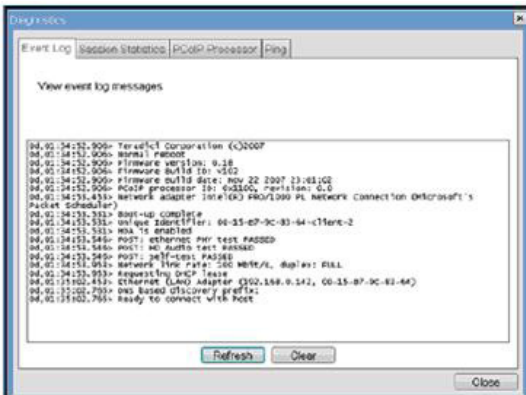 Diagnostics
Event Log Session Statistics PCoIP Processor Ping
View event log messages
0d,01:34:52.906> Teradici Corporation (c)2007
0d,01:34:52.906> Normal reboot
0d,01:34:52.906> Firmware version: 0.18
0d,01:34:52.906> Firmware Build ID: v102
0d,01:34:52.906> Firmware build date: Nov 22 2007 23:01:02
0d,01:34:52.906> PCoIP processor ID: 0x1100, revision: 0.0
0d,01:34:53.453> Network adapter Intel(R) PRO/1000 PL Network Connection (Microsoft's
Packet Scheduler)
0d,01:34:53.531> Boot-up complete
0d,01:34:53.531> Unique Identifier: 00-15-B7-9C-83-64-client-2
0d,01:34:53.531> HDA is enabled
0d,01:34:53.546> POST: ethernet PHY test PASSED
0d,01:34:53.546> POST: HD Audio test PASSED
0d,01:34:53.546> POST: self-test PASSED
0d,01:34:53.953> Network link rate: 100 Mbit/s, duplex: FULL
0d,01:34:53.953> Requesting DHCP lease
0d,01:35:02.453> Ethernet (LAN) Adapter (192.168.0.142, 00-15-B7-9C-83-64)
0d,01:35:02.765> DNS based discovery prefix:
0d,01:35:02.765> Ready to connect with host
Refresh Clear
Close